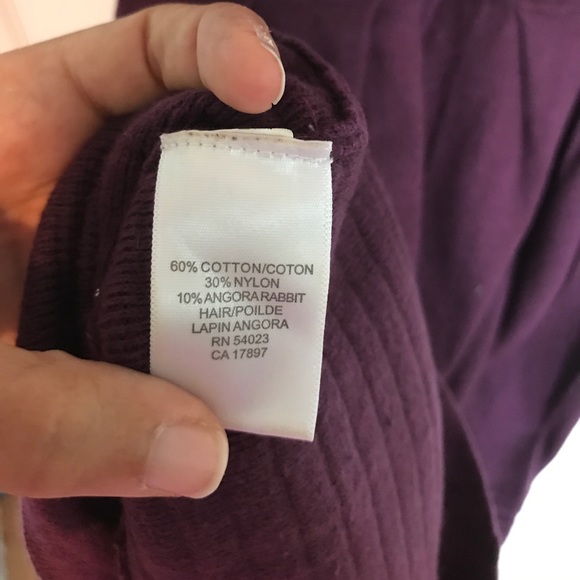 60% COTTON/COTON
30% NYLON
10% ANGORA RABBIT
HAIR/POILDE
LAPIN ANGORA
RN 54023
CA 17897